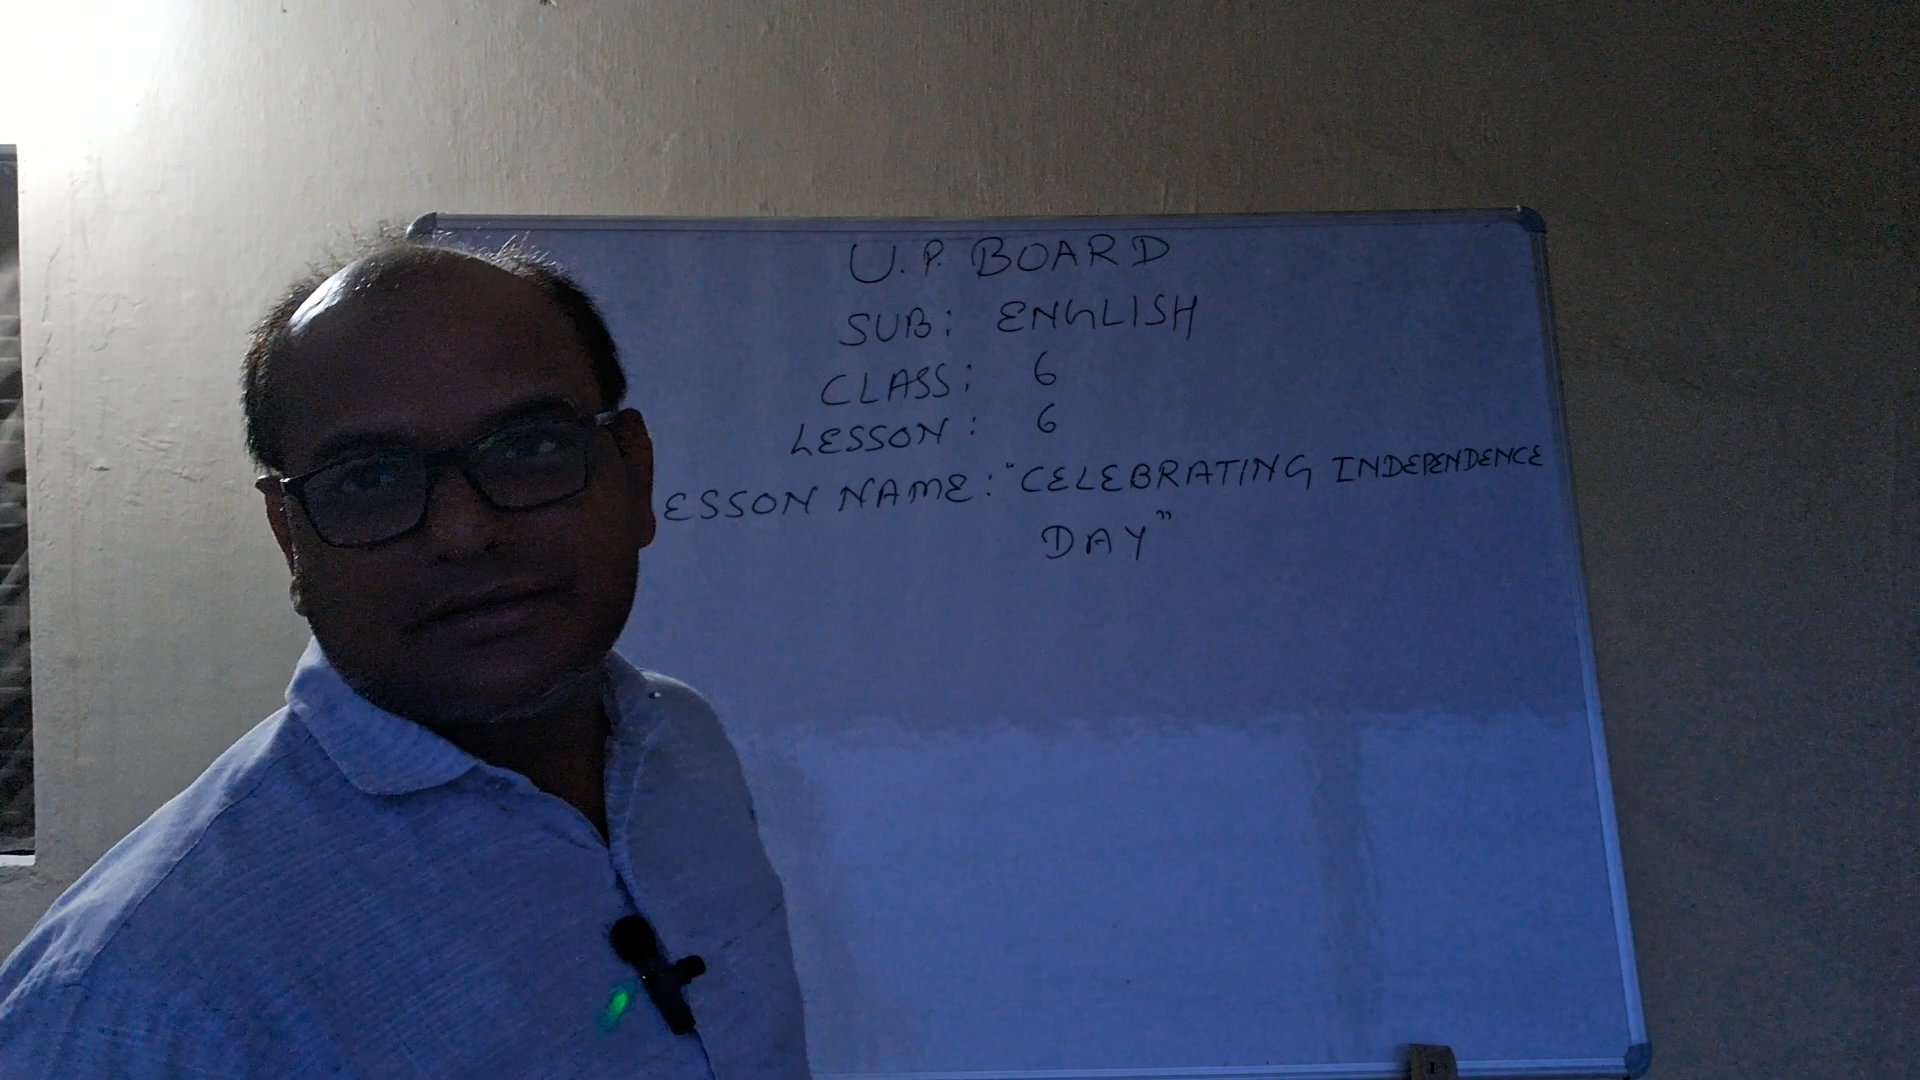 U.P. BOARD
SUB: ENGLISH
CLASS: 6
LESSON: 6
ESSON NAME: "CELEBRATING INDEPENDENCE
DAY"